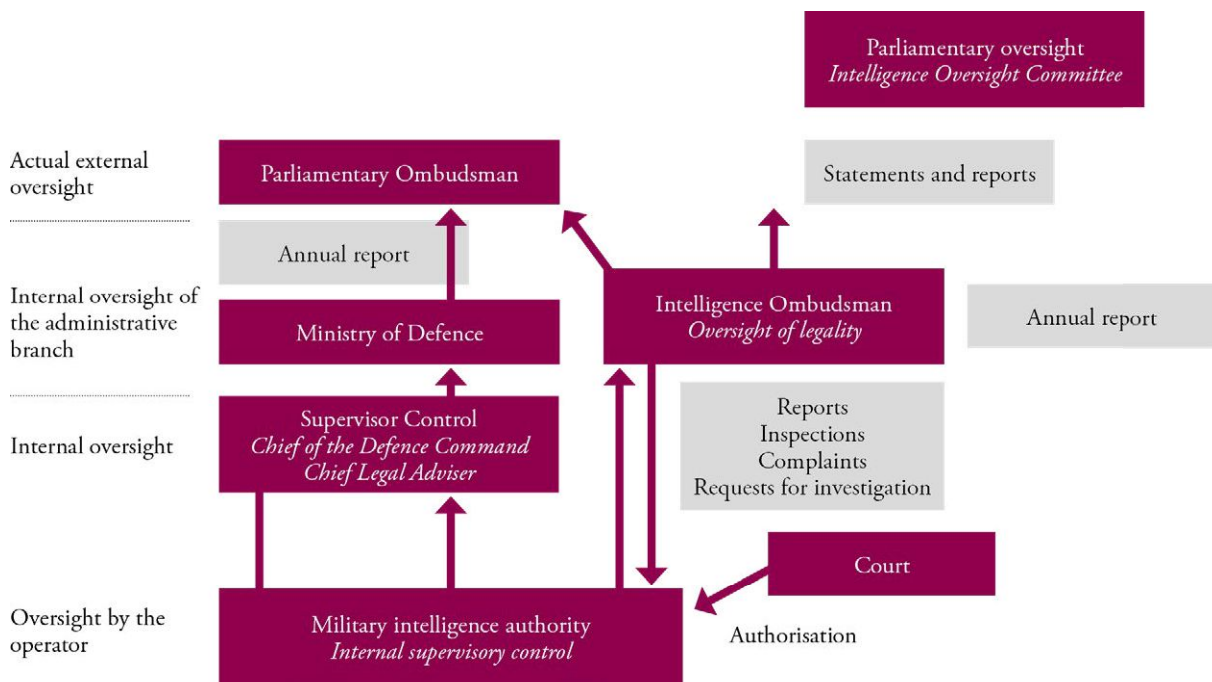 Parliamentary oversight
Intelligence Oversight Committee
Actual external
oversight
Parliamentary Ombudsman
Statements and reports
Annual report
Internal oversight of
the administrative
branch
Ministry of Defence
Intelligence Ombudsman
Oversight of legality
Annual report
Internal oversight
Supervisor Control
Chief of the Defence Command
Chief Legal Adviser
Reports
Inspections
Complaints
Requests for investigation
Court
Oversight by the
operator
Military intelligence authority
Internal supervisory control
Authorisation